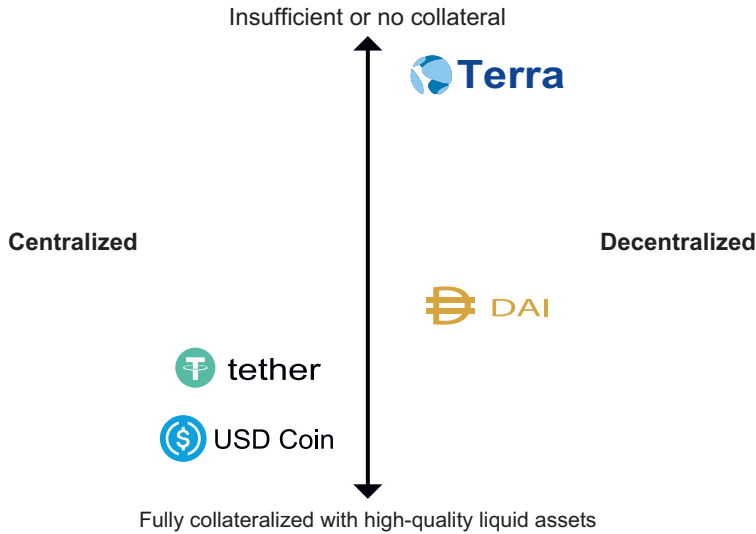 Insufficient or no collateral
Terra
Centralized
Decentralized
DAI
tether
USD Coin
Fully collateralized with high-quality liquid assets